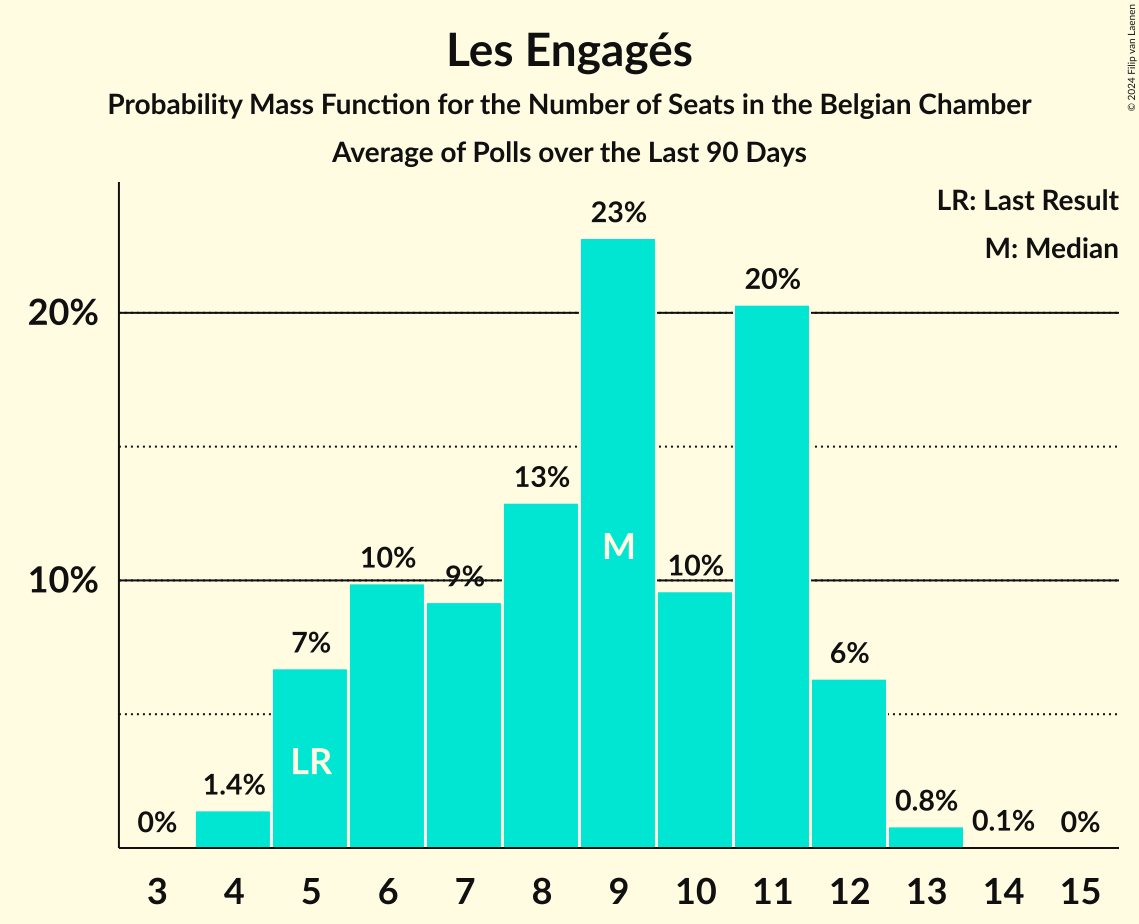 Les Engagés
Probability Mass Function for the Number of Seats in the Belgian Chamber
Average of Polls over the Last 90 Days
© 2024 Filip van Laenen
LR: Last Result
M: Median
23%
20%
20%
13%
M
10%
9%
10%
10%
7%
6%
LR
1.4%
0.8%
0%
0.1%
0%
3 4 5 6 7 8 9 10 11 12 13 14 15